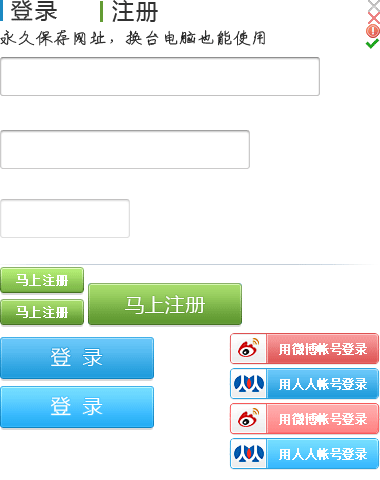 登录 注册
永久保存网址，换台电脑也能使用
马上注册
马上注册
马上注册
登 录
登 录
用微博帐号登录
用人人帐号登录
用微博帐号登录
用人人帐号登录